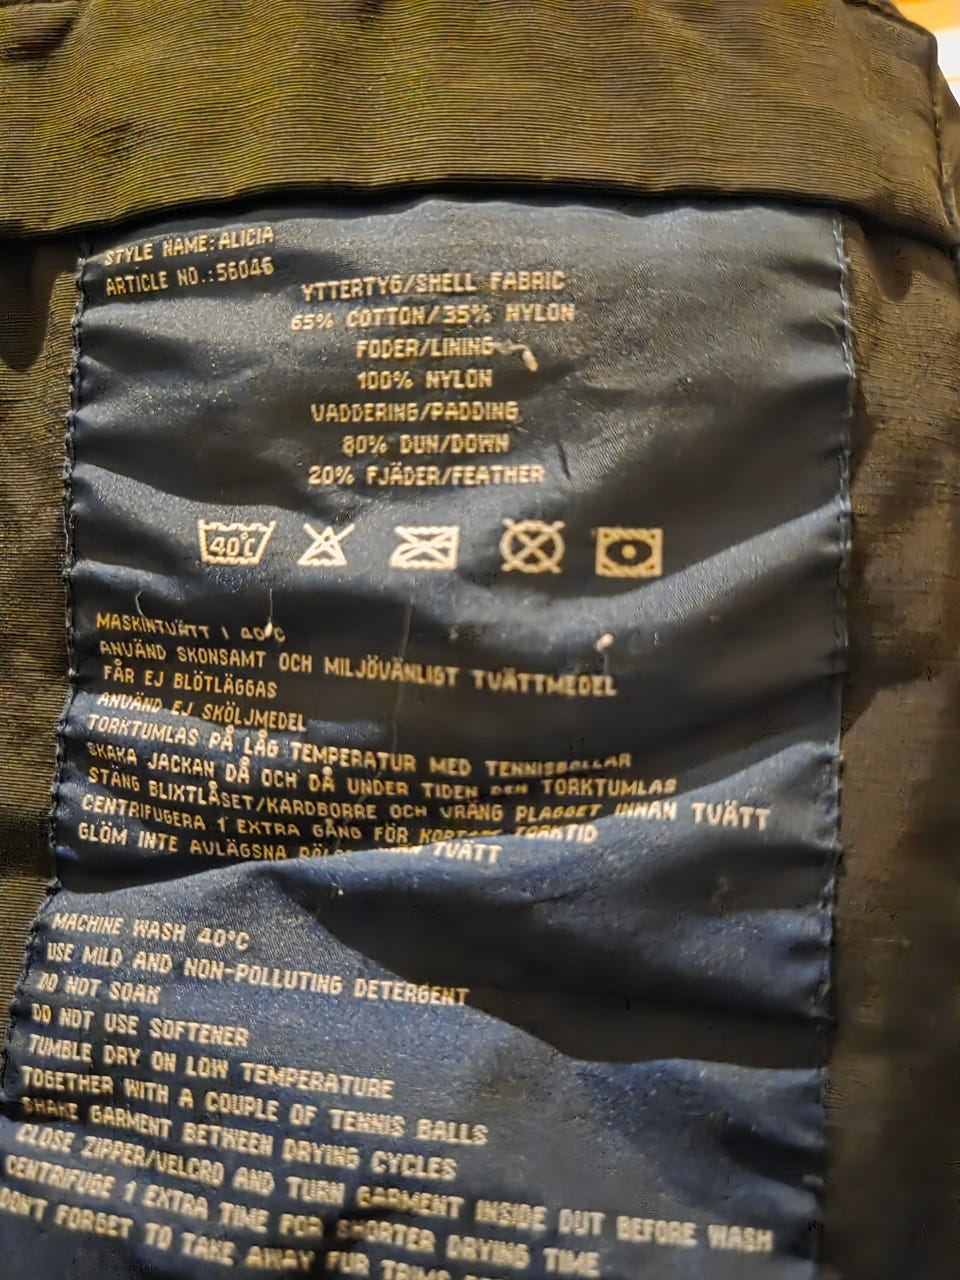 STYLE NAME: ALICIA
ARTICLE NO.: 56046
YTTERTYG/SHELL FABRIC
65% COTTON/35% NYLON
FODER/LINING
100% NYLON
VADDERING/PADDING
80% DUN/DOWN
20% FJÄDER/FEATHER
40°C
MASKINTVÄTT I 40°C
ANVÄND SKONSAMT OCH MILJÖVÄNLIGT TVÄTTMEDEL
FÅR EJ BLÖTLÄGGAS
ANVÄND EJ SKÖLJMEDEL
TORKTUMLAS PÅ LÅG TEMPERATUR MED TENNISBOLLAR
SKAKA JACKAN DÅ OCH DÅ UNDER TIDEN DEN TORKTUMLAS
STÄNG BLIXTLÅSET/KARDBORRE OCH VRÄNG PLAGGET INNAN TVÄTT
CENTRIFUGERA 1 EXTRA GÅNG FÖR KORTARE TORKTID
GLÖM INTE AVLÄGSNA TVÄTT
MACHINE WASH 40°C
USE MILD AND NON-POLLUTING DETERGENT
DO NOT SOAK
DO NOT USE SOFTENER
TUMBLE DRY ON LOW TEMPERATURE
TOGETHER WITH A COUPLE OF TENNIS BALLS
SHAKE GARMENT BETWEEN DRYING CYCLES
CLOSE ZIPPER/VELCRO AND TURN GARMENT INSIDE OUT BEFORE WASH
CENTRIFUGE 1 EXTRA TIME FOR SHORTER DRYING TIME
DON'T FORGET TO TAKE AWAY FUR TRIMS